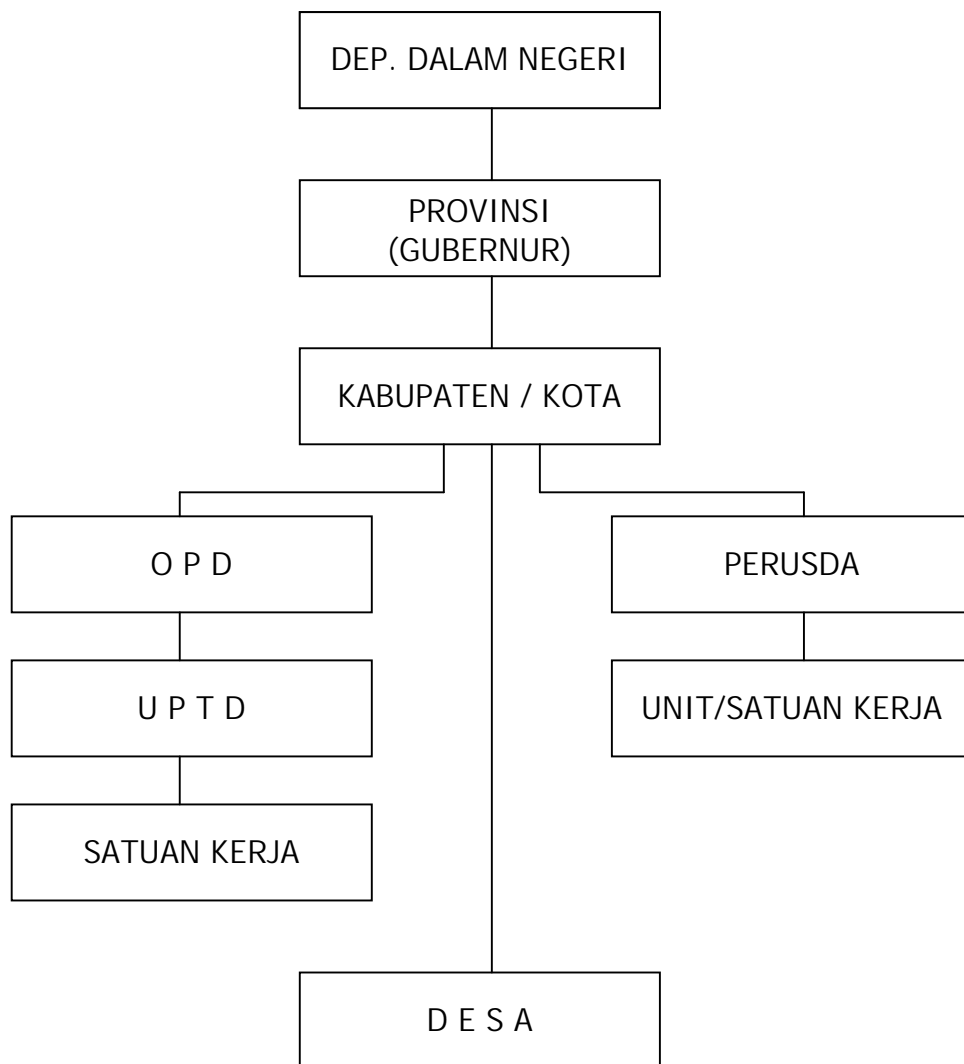 DEP. DALAM NEGERI
PROVINSI
(GUBERNUR)
KABUPATEN / KOTA
O P D
PERUSDA
U P T D
UNIT/SATUAN KERJA
SATUAN KERJA
D E S A